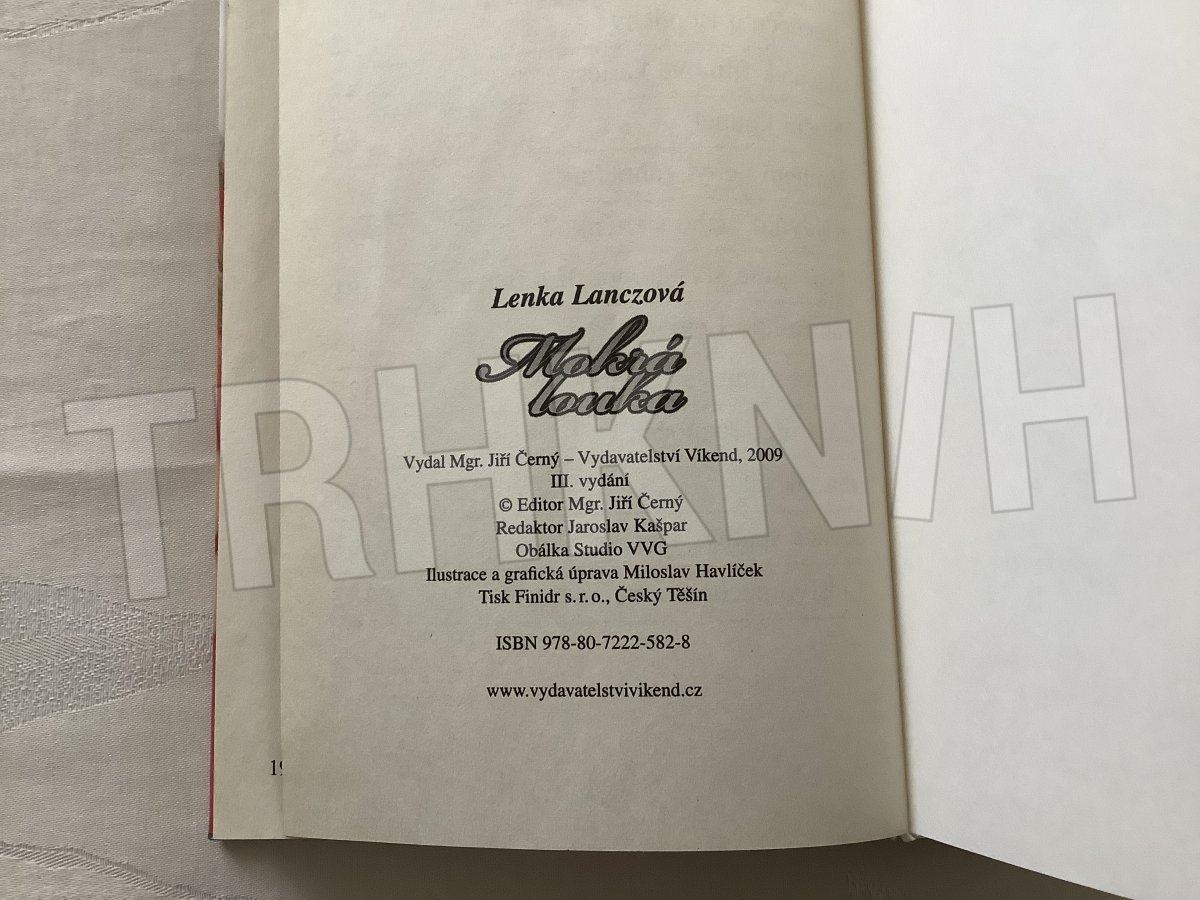 Lenka Lanczová
Mokrá
louka
Vydal Mgr. Jiří Černý – Vydavatelství Víkend, 2009
III. vydání
© Editor Mgr. Jiří Černý
Redaktor Jaroslav Kašpar
Obálka Studio VVG
Ilustrace a grafická úprava Miloslav Havlíček
Tisk Finidr s. r. o., Český Těšín
ISBN 978-80-7222-582-8
www.vydavatelstvivikend.cz
TRHKNI/H